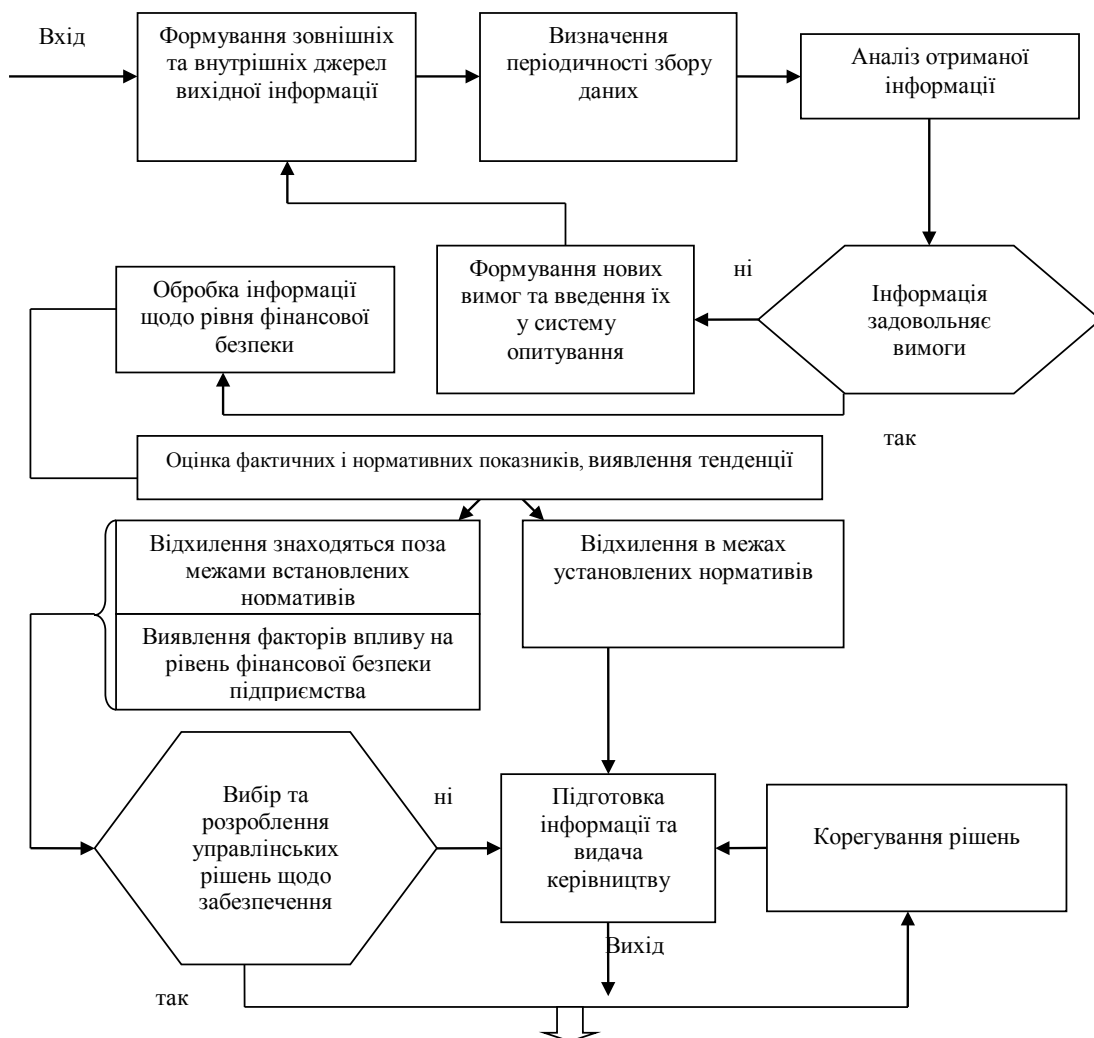 Вхід
Формування зовнішніх
та внутрішніх джерел
вихідної інформації
Визначення
періодичності збору
даних
Аналіз отриманої
інформації
Обробка інформації
щодо рівня фінансової
безпеки
Формування нових
вимог та введення їх
у систему
опитування
ні
Інформація
задовольняє
вимоги
так
Оцінка фактичних і нормативних показників, виявлення тенденції
Відхилення знаходяться поза
межами встановлених
нормативів
Відхилення в межах
установлених нормативів
Виявлення факторів впливу на
рівень фінансової безпеки
підприємства
Вибір та
розроблення
управлінських
рішень щодо
забезпечення
ні
Підготовка
інформації та
видача
керівництву
Корегування рішень
Вихід
так